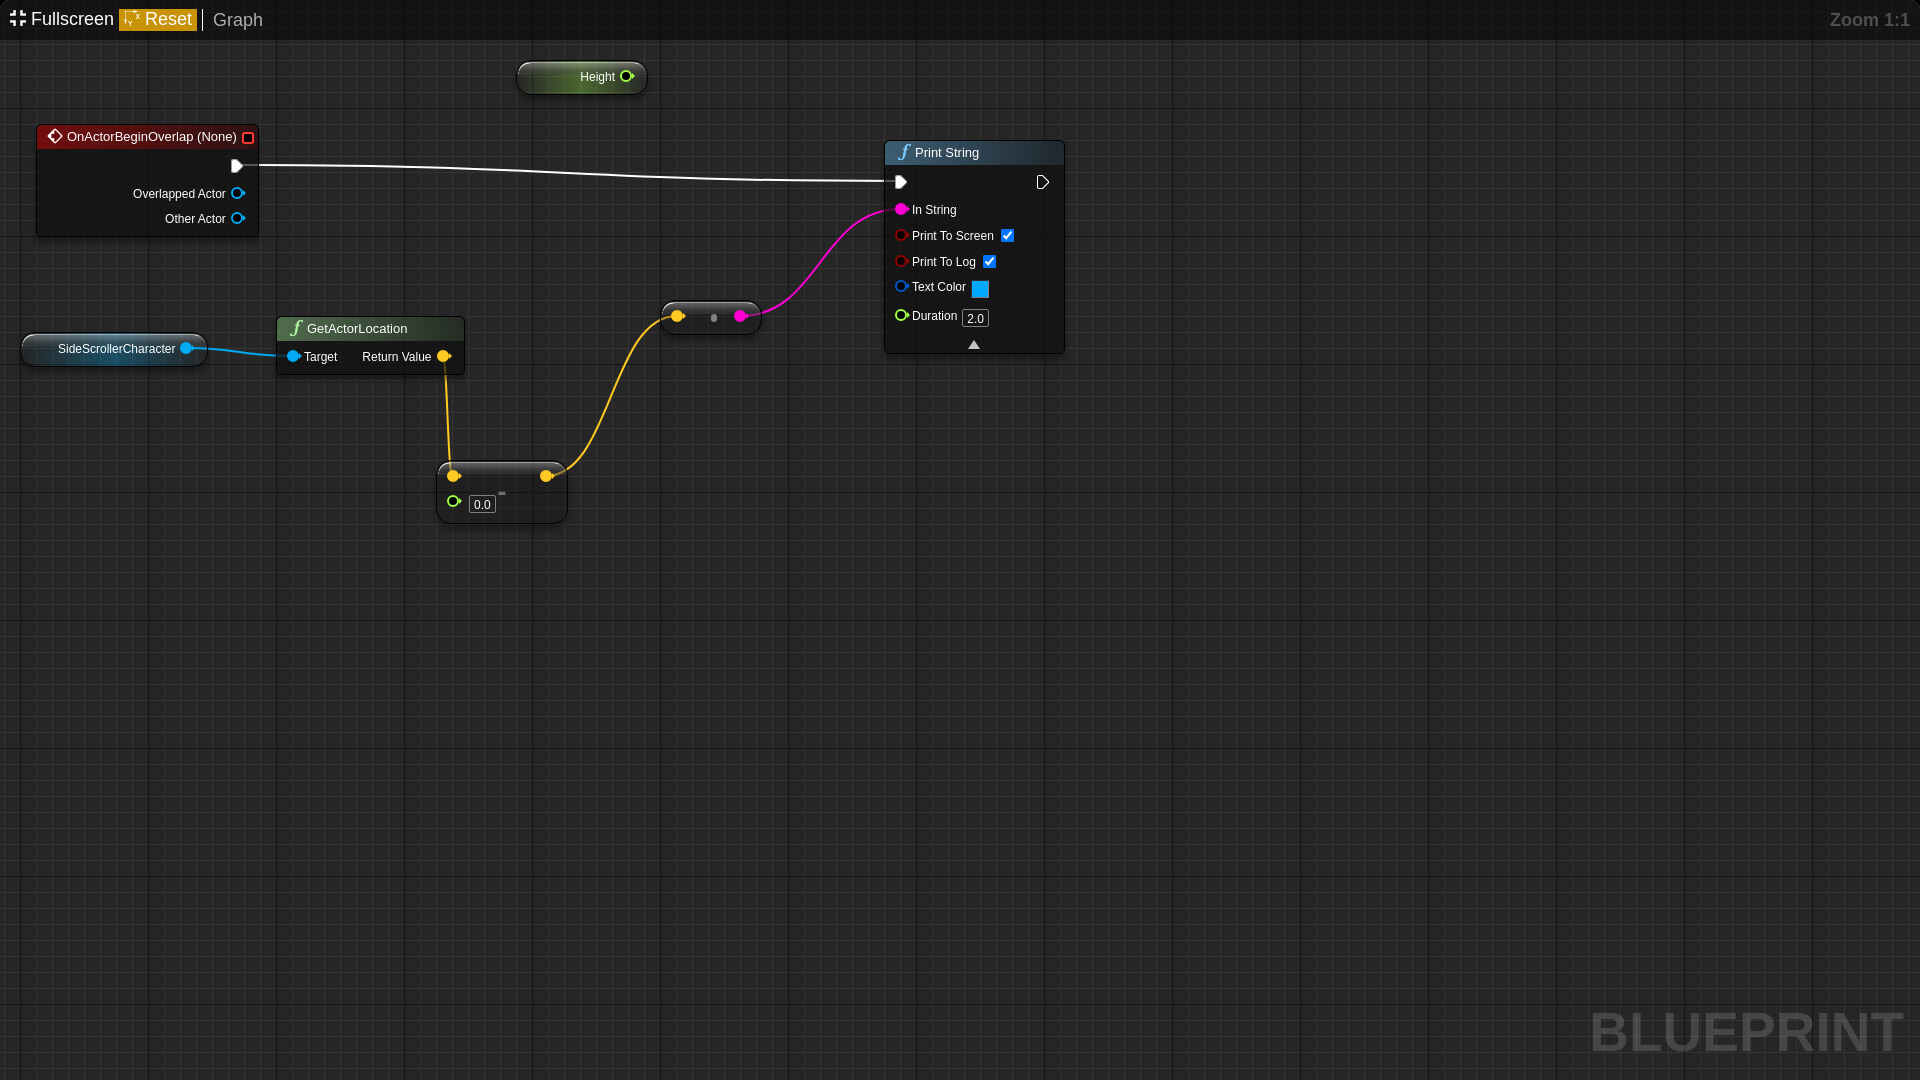 Fullscreen Reset Graph
Zoom 1:1
Height
OnActorBeginOverlap (None)
Overlapped Actor
Other Actor
Print String
In String
Print To Screen
Print To Log
Text Color
Duration 2.0
SideScrollerCharacter
GetActorLocation
Target Return Value
0.0
BLUEPRINT